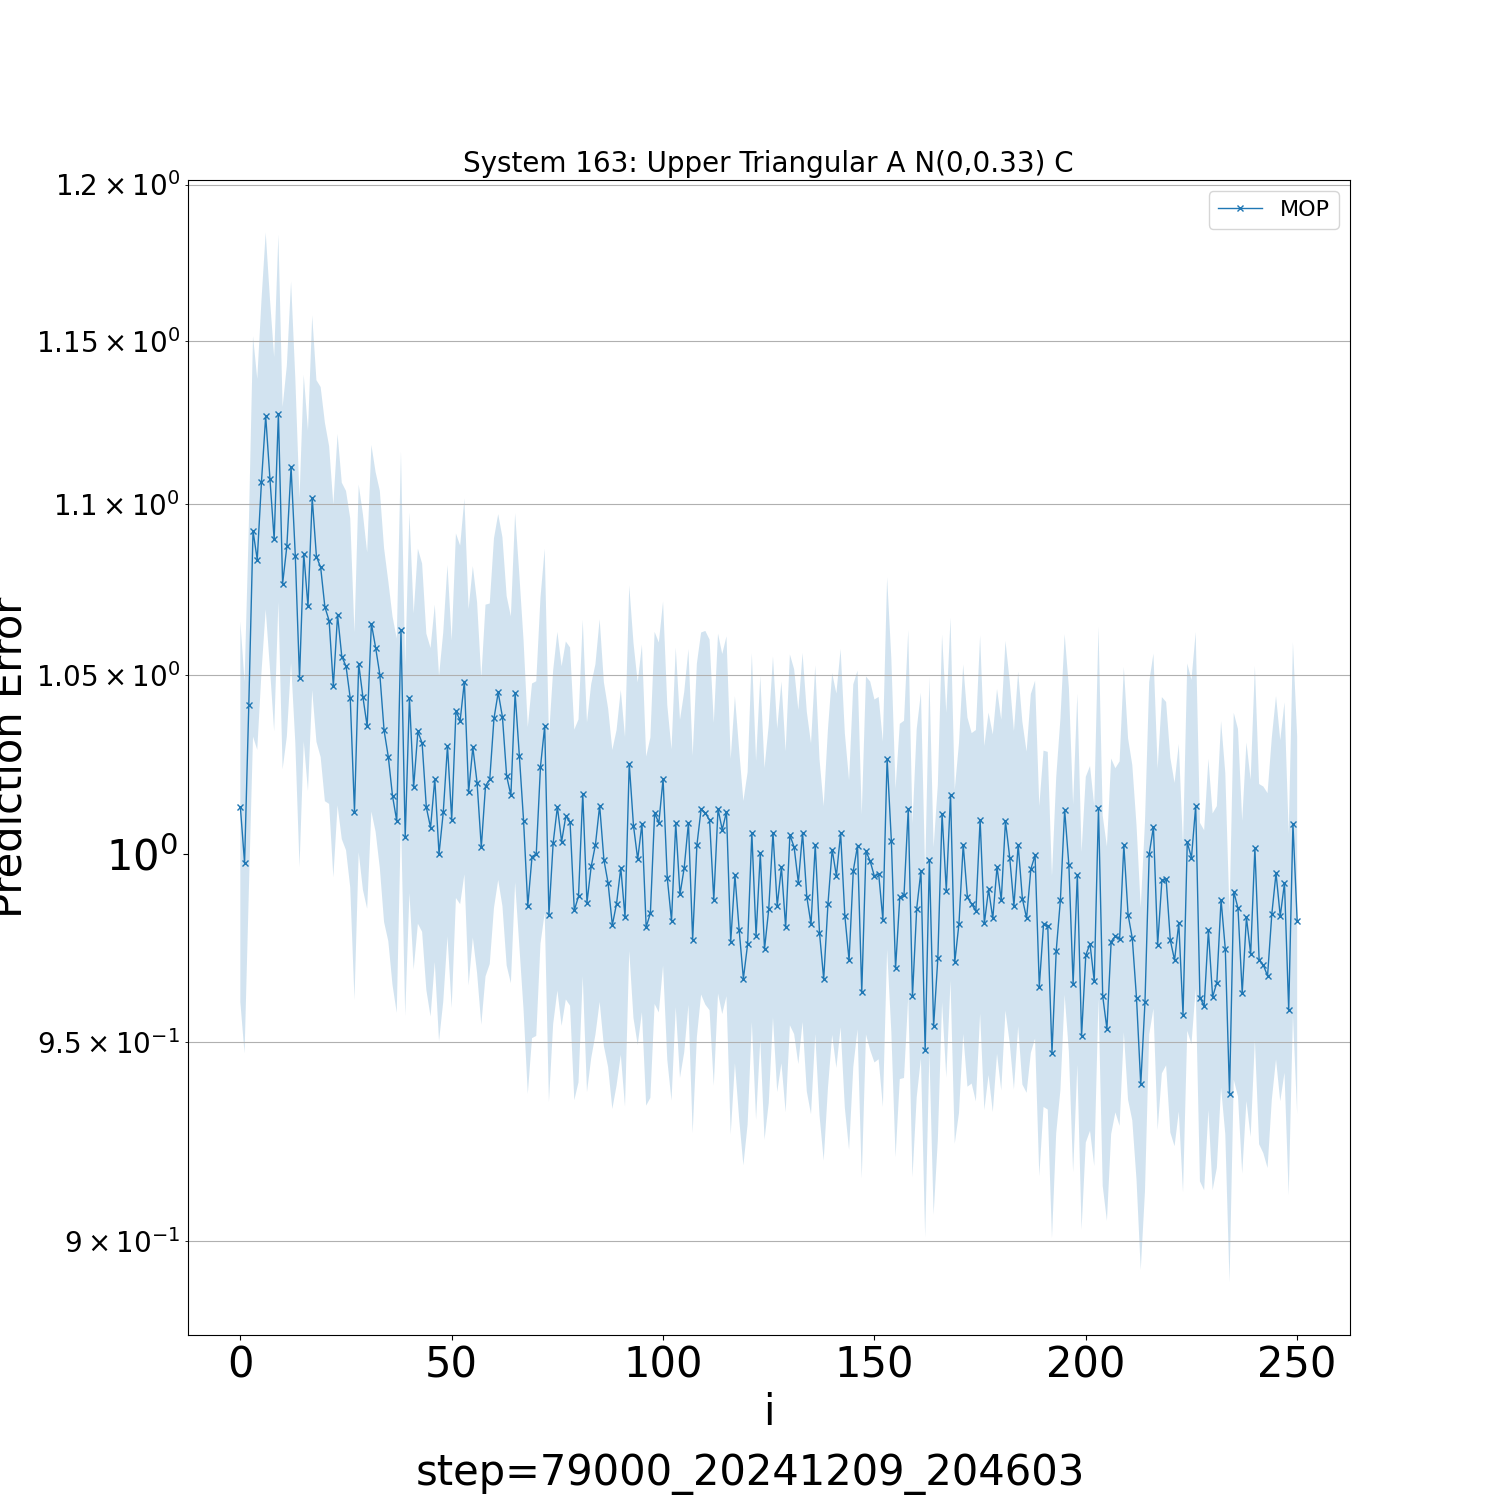 System 163: Upper Triangular A N(0,0.33) C
MOP
1.2 × 10⁰
1.15 × 10⁰
1.1 × 10⁰
1.05 × 10⁰
10⁰
9.5 × 10⁻¹
9 × 10⁻¹
Prediction Error
0 50 100 150 200 250
i
step=79000_20241209_204603